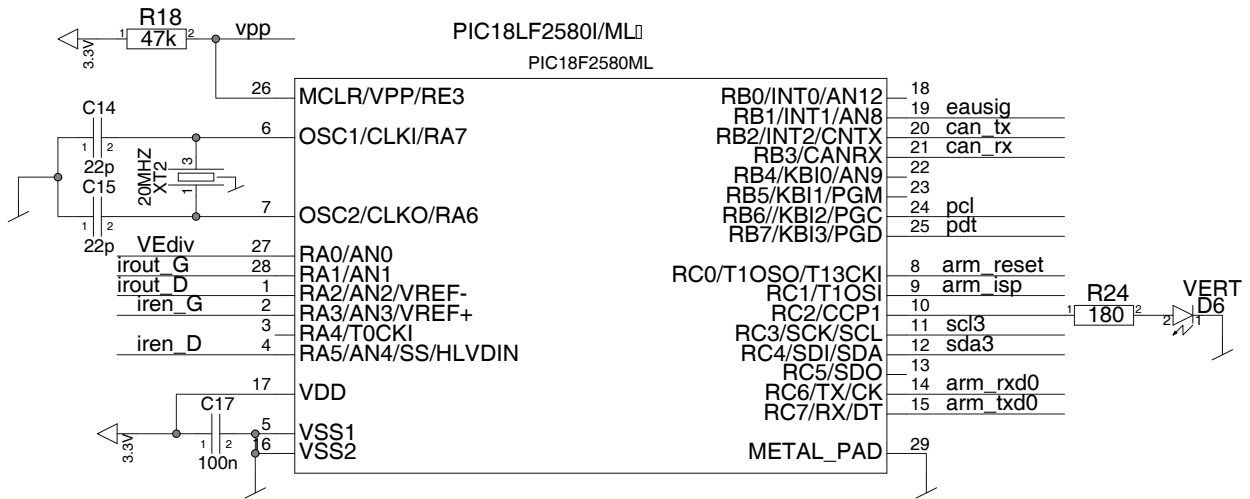 R18
1 47k 2
3.3V
vpp
PIC18LF2580I/ML▯
PIC18F2580ML
26 MCLR/VPP/RE3
C14
1 2
22p
6 OSC1/CLKI/RA7
20MHZ
XT2
3
1
C15
1 2
22p
7 OSC2/CLKO/RA6
VEdiv 27 RA0/AN0
irout_G 28 RA1/AN1
irout_D 1 RA2/AN2/VREF-
iren_G 2 RA3/AN3/VREF+
3 RA4/T0CKI
iren_D 4 RA5/AN4/SS/HLVDIN
17 VDD
C17
1 2
100n
3.3V
5 VSS1
16 VSS2
RB0/INT0/AN12 18
RB1/INT1/AN8 19 eausig
RB2/INT2/CNTX 20 can_tx
RB3/CANRX 21 can_rx
RB4/KBI0/AN9 22
RB5/KBI1/PGM 23
RB6//KBI2/PGC 24 pcl
RB7/KBI3/PGD 25 pdt
RC0/T1OSO/T13CKI 8 arm_reset
RC1/T1OSI 9 arm_isp
RC2/CCP1 10
R24
1 180 2
VERT
D6
2 1
RC3/SCK/SCL 11 scl3
RC4/SDI/SDA 12 sda3
RC5/SDO 13
RC6/TX/CK 14 arm_rxd0
RC7/RX/DT 15 arm_txd0
METAL_PAD 29